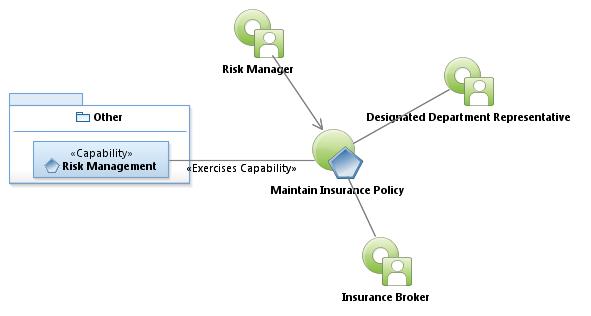 Risk Manager
Designated Department Representative
Other
«Capability»
Risk Management
«Exercises Capability»
Maintain Insurance Policy
Insurance Broker